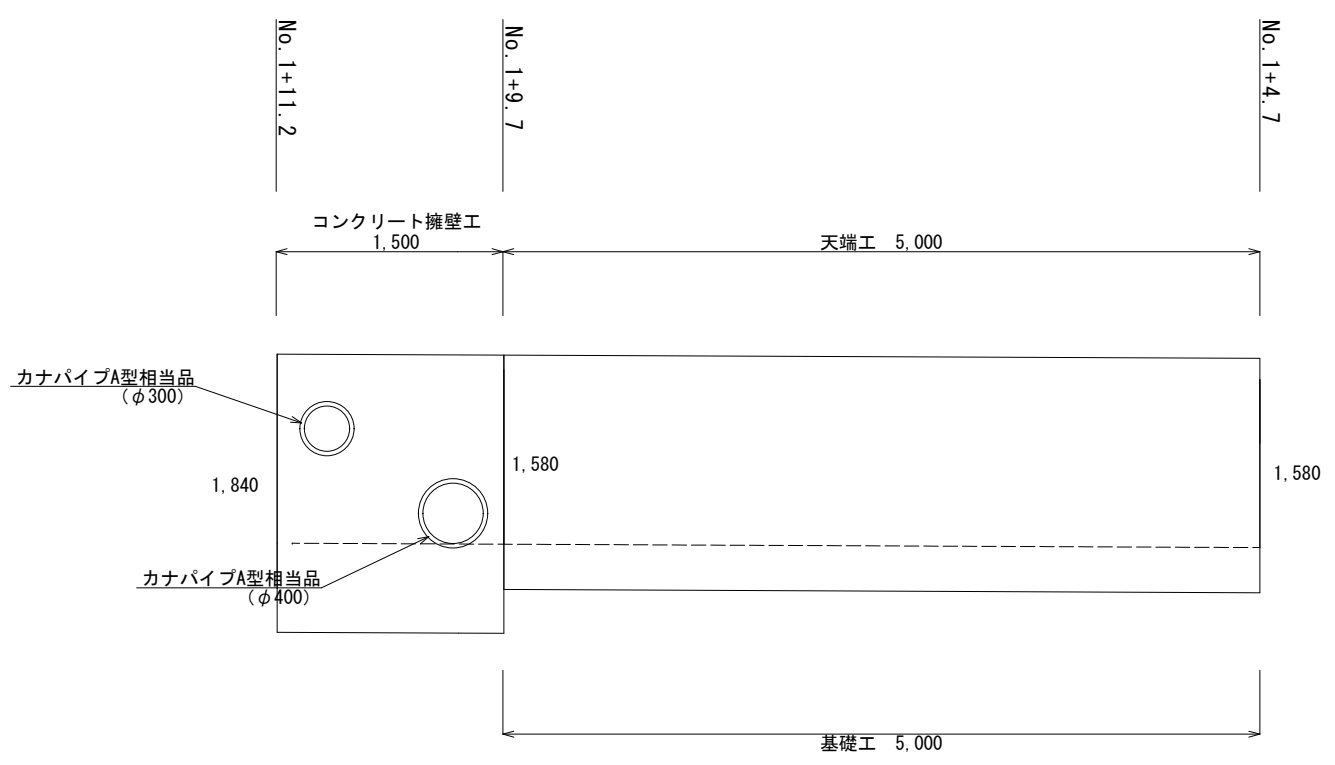 No. 1+11. 2
No. 1+9. 7
No. 1+4. 7
コンクリート擁壁工
1,500
天端工 5,000
カナパイプA型相当品
(φ300)
1,840
1,580
1,580
カナパイプA型相当品
(φ400)
基礎工 5,000